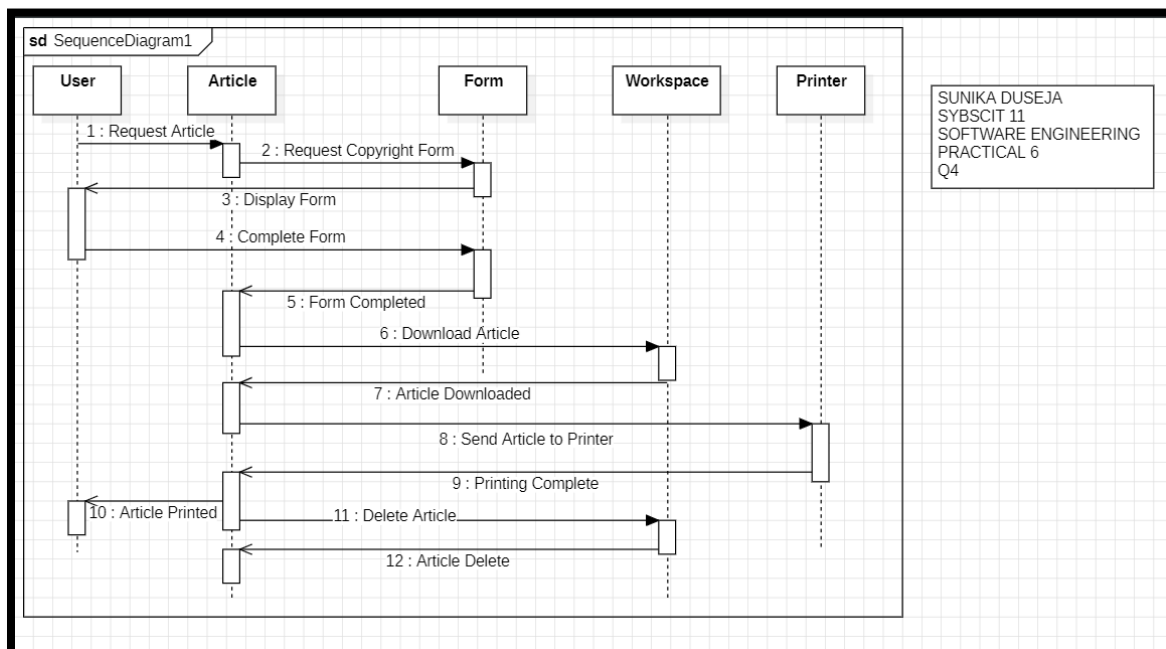 sd SequenceDiagram1
User
Article
Form
Workspace
Printer
SUNIKA DUSEJA
SYBSCIT 11
SOFTWARE ENGINEERING
PRACTICAL 6
Q4
1 : Request Article
2 : Request Copyright Form
3 : Display Form
4 : Complete Form
5 : Form Completed
6 : Download Article
7 : Article Downloaded
8 : Send Article to Printer
9 : Printing Complete
10 : Article Printed
11 : Delete Article
12 : Article Delete